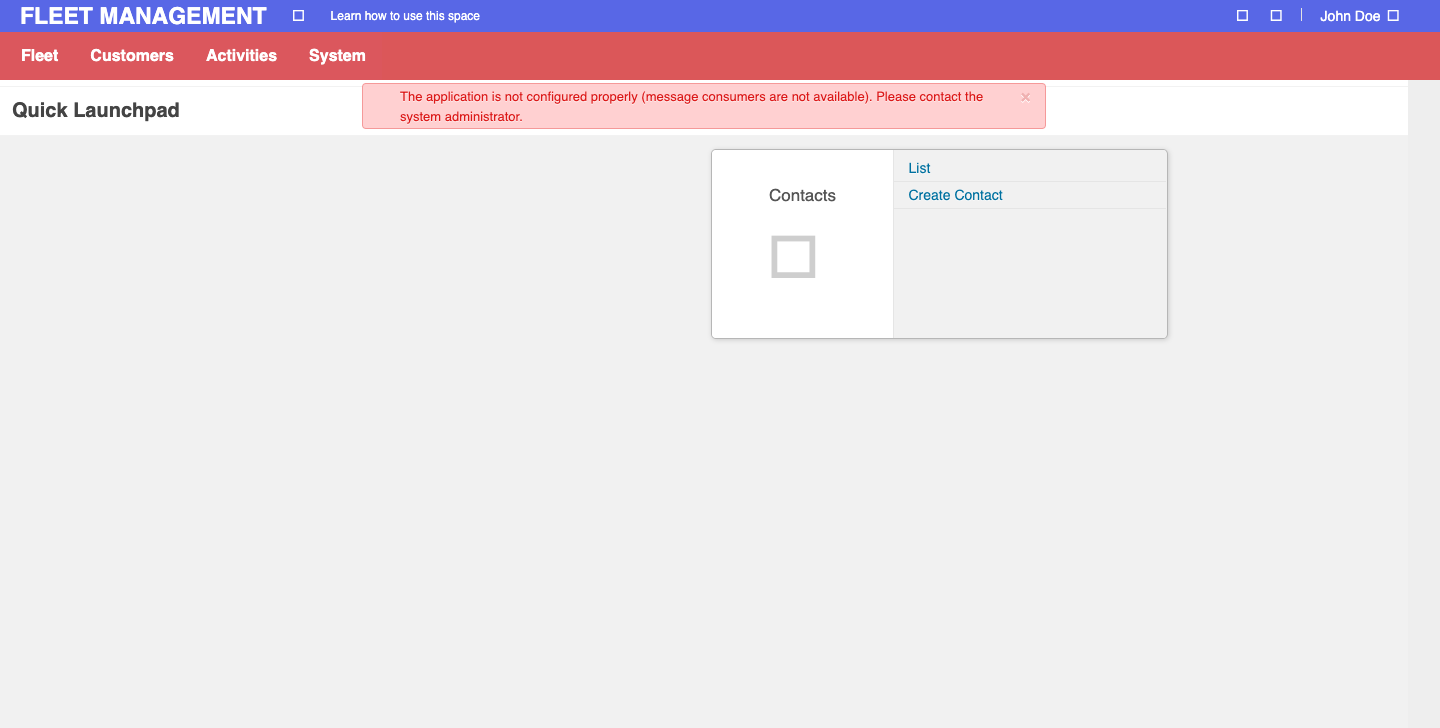 FLEET MANAGEMENT
Learn how to use this space
John Doe
Fleet Customers Activities System
The application is not configured properly (message consumers are not available). Please contact the
system administrator.
×
Quick Launchpad
Contacts
List
Create Contact